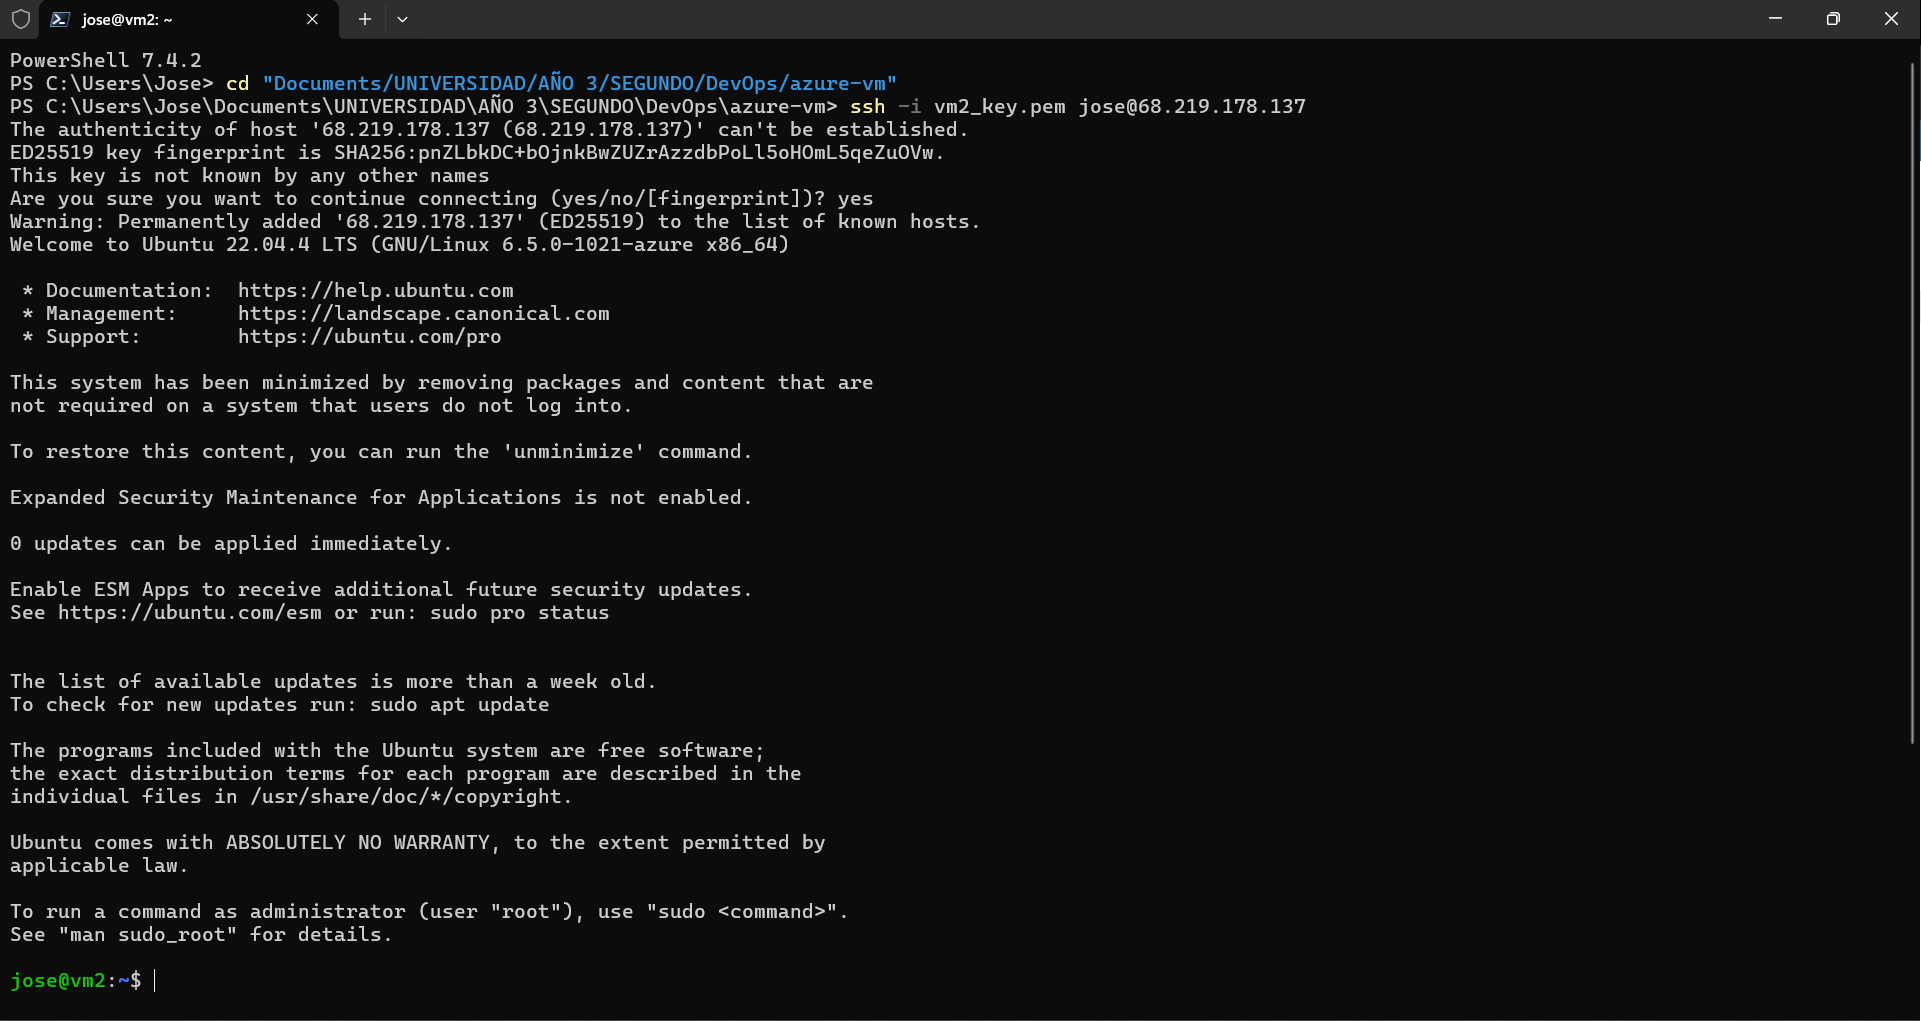 jose@vm2: ~
PowerShell 7.4.2
PS C:\Users\Jose> cd "Documents/UNIVERSIDAD/AÑO 3/SEGUNDO/DevOps/azure-vm"
PS C:\Users\Jose\Documents\UNIVERSIDAD\AÑO 3\SEGUNDO\DevOps\azure-vm> ssh -i vm2_key.pem jose@68.219.178.137
The authenticity of host '68.219.178.137 (68.219.178.137)' can't be established.
ED25519 key fingerprint is SHA256:pnZLbkDC+bOjnkBwZUZrAzzdbPoLl5oHOmL5qeZuOVw.
This key is not known by any other names
Are you sure you want to continue connecting (yes/no/[fingerprint])? yes
Warning: Permanently added '68.219.178.137' (ED25519) to the list of known hosts.
Welcome to Ubuntu 22.04.4 LTS (GNU/Linux 6.5.0-1021-azure x86_64)
* Documentation:  https://help.ubuntu.com
* Management:     https://landscape.canonical.com
* Support:        https://ubuntu.com/pro
This system has been minimized by removing packages and content that are
not required on a system that users do not log into.
To restore this content, you can run the 'unminimize' command.
Expanded Security Maintenance for Applications is not enabled.
0 updates can be applied immediately.
Enable ESM Apps to receive additional future security updates.
See https://ubuntu.com/esm or run: sudo pro status
The list of available updates is more than a week old.
To check for new updates run: sudo apt update
The programs included with the Ubuntu system are free software;
the exact distribution terms for each program are described in the
individual files in /usr/share/doc/*/copyright.
Ubuntu comes with ABSOLUTELY NO WARRANTY, to the extent permitted by
applicable law.
To run a command as administrator (user "root"), use "sudo <command>".
See "man sudo_root" for details.
jose@vm2:~$